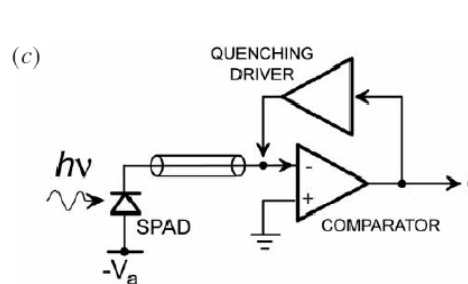 (c)
QUENCHING
DRIVER
hν
-
+
SPAD
COMPARATOR
-Va